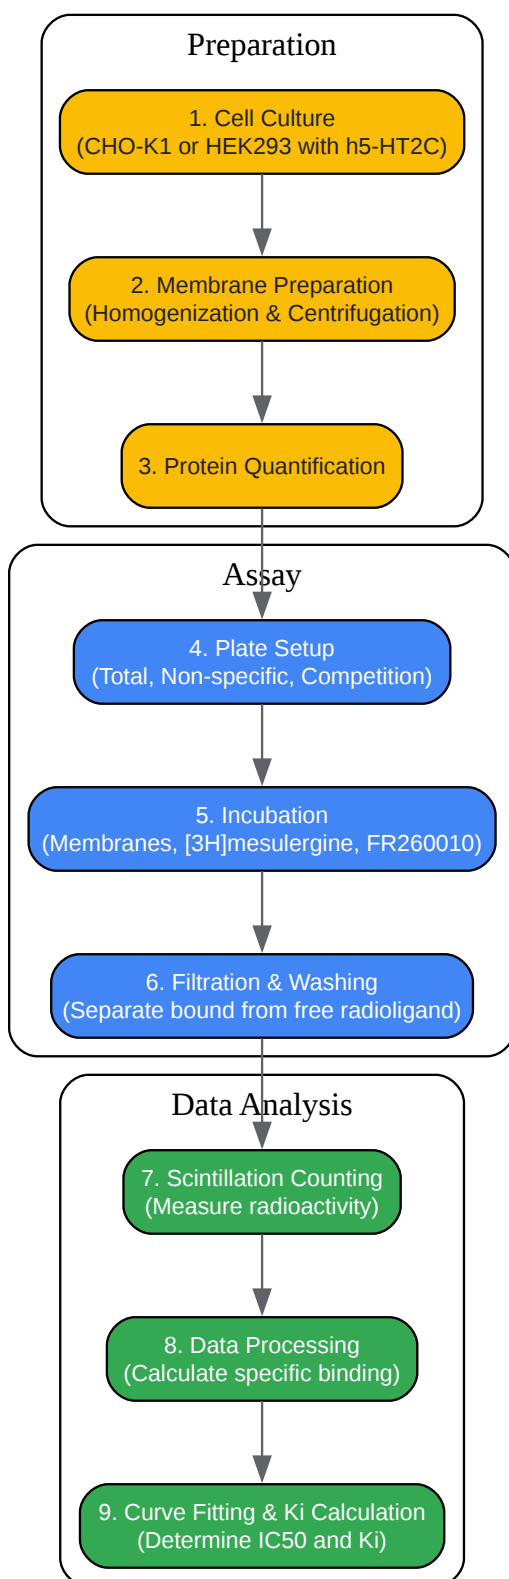 Preparation
1. Cell Culture
(CHO-K1 or HEK293 with h5-HT2C)
2. Membrane Preparation
(Homogenization & Centrifugation)
3. Protein Quantification
Assay
4. Plate Setup
(Total, Non-specific, Competition)
5. Incubation
(Membranes, [3H]mesulergine, FR260010)
6. Filtration & Washing
(Separate bound from free radioligand)
Data Analysis
7. Scintillation Counting
(Measure radioactivity)
8. Data Processing
(Calculate specific binding)
9. Curve Fitting & Ki Calculation
(Determine IC50 and Ki)